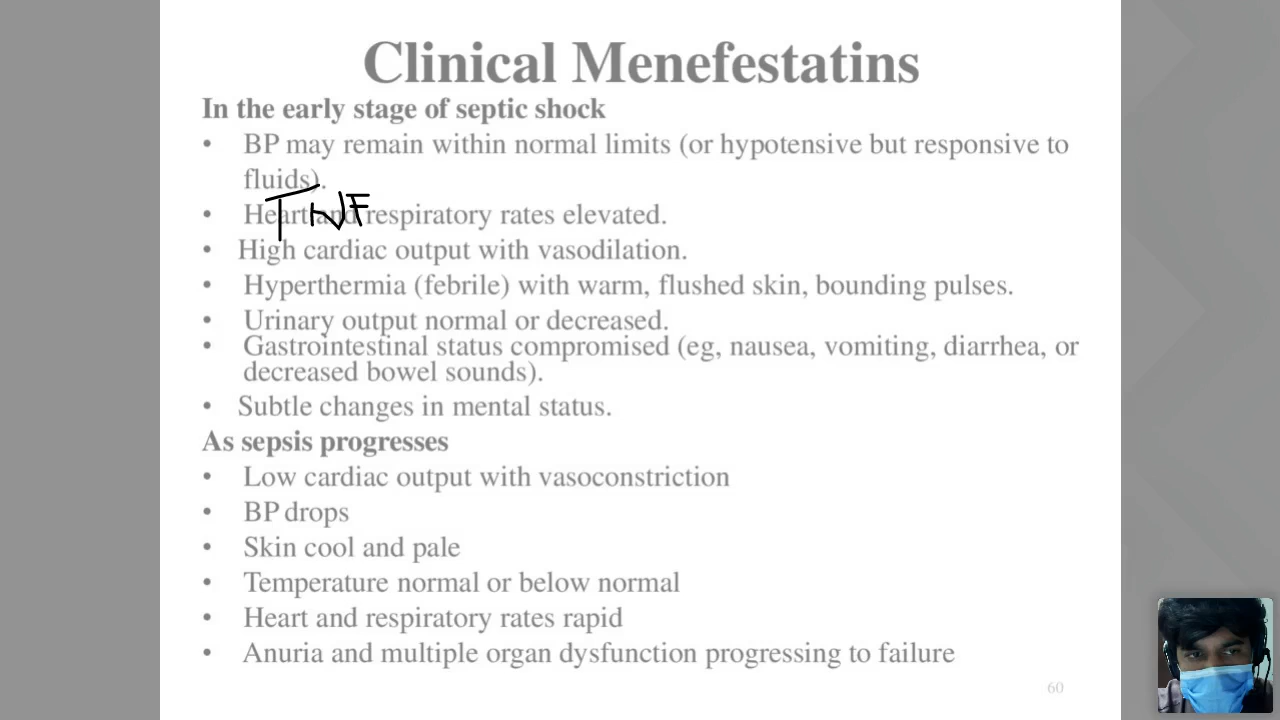 Clinical Menefestatins
In the early stage of septic shock
• BP may remain within normal limits (or hypotensive but responsive to
fluids).
TNF
• Heart and respiratory rates elevated.
• High cardiac output with vasodilation.
• Hyperthermia (febrile) with warm, flushed skin, bounding pulses.
• Urinary output normal or decreased.
• Gastrointestinal status compromised (eg, nausea, vomiting, diarrhea, or
decreased bowel sounds).
• Subtle changes in mental status.
As sepsis progresses
• Low cardiac output with vasoconstriction
• BP drops
• Skin cool and pale
• Temperature normal or below normal
• Heart and respiratory rates rapid
• Anuria and multiple organ dysfunction progressing to failure
60